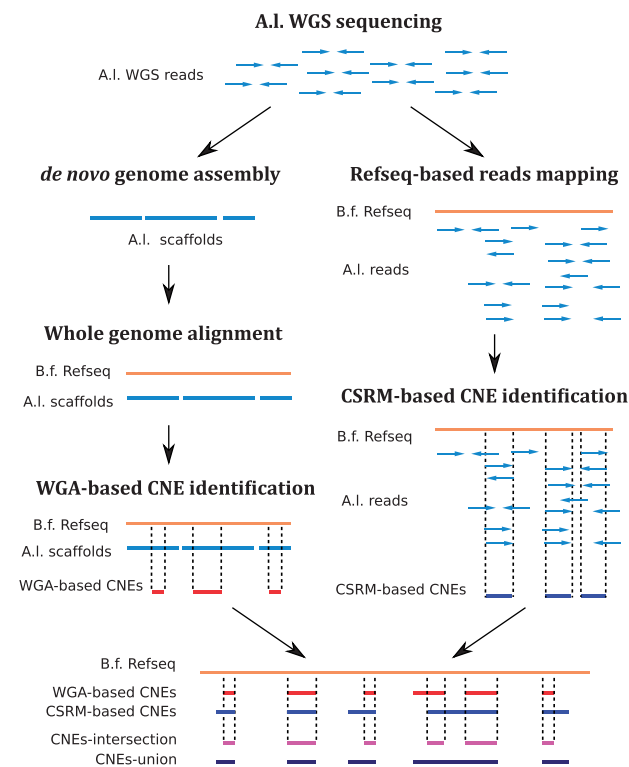 A.l. WGS sequencing
A.l. WGS reads
de novo genome assembly
A.l. scaffolds
Whole genome alignment
B.f. Refseq
A.l. scaffolds
WGA-based CNE identification
B.f. Refseq
A.l. scaffolds
WGA-based CNEs
Refseq-based reads mapping
B.f. Refseq
A.l. reads
CSRM-based CNE identification
B.f. Refseq
A.l. reads
CSRM-based CNEs
B.f. Refseq
WGA-based CNEs
CSRM-based CNEs
CNEs-intersection
CNEs-union